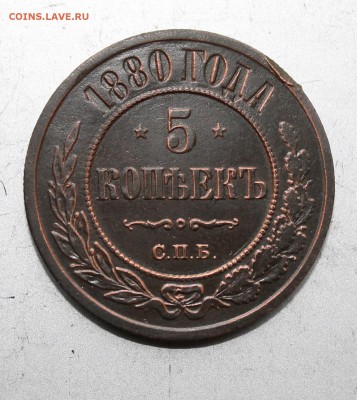 COINS.LAVE.RU
1880 ГОДА
5
КОПѢЕКЪ
С.П.Б.